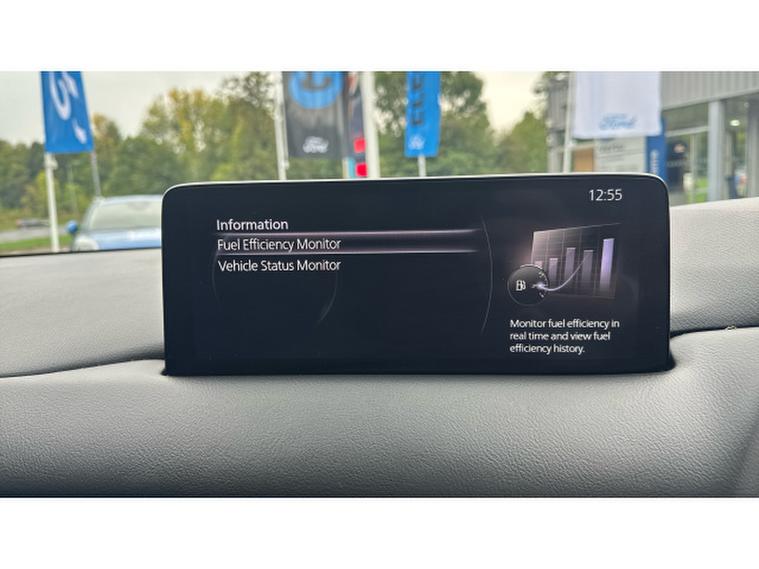 12:55
Information
Fuel Efficiency Monitor
Vehicle Status Monitor
Monitor fuel efficiency in
real time and view fuel
efficiency history.
Ford
Ford